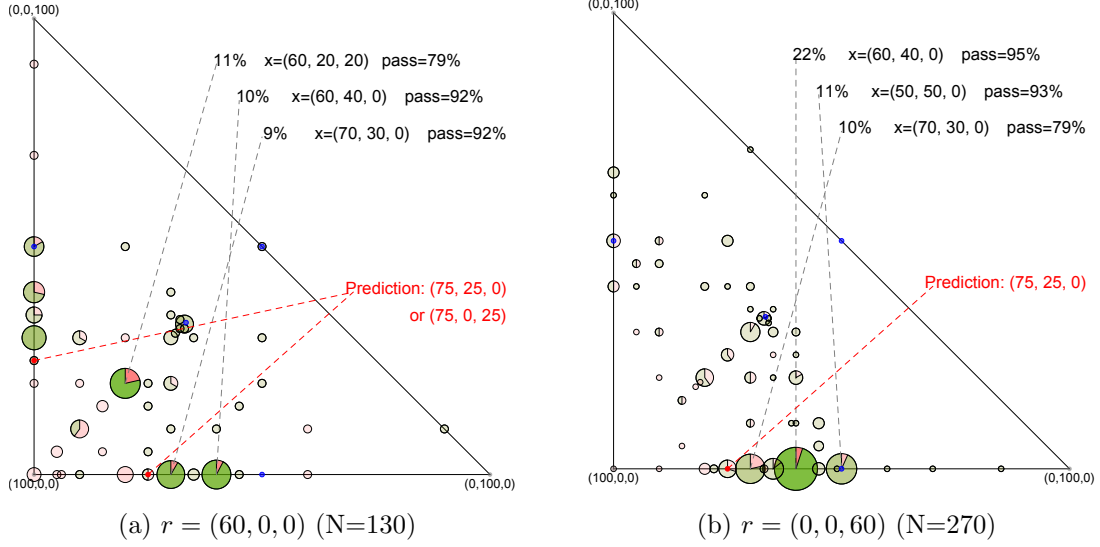 (0,0,100)
11% x=(60, 20, 20) pass=79%
10% x=(60, 40, 0) pass=92%
9% x=(70, 30, 0) pass=92%
Prediction: (75, 25, 0)
or (75, 0, 25)
(100,0,0)
(0,100,0)
(a) r = (60, 0, 0) (N=130)
(0,0,100)
22% x=(60, 40, 0) pass=95%
11% x=(50, 50, 0) pass=93%
10% x=(70, 30, 0) pass=79%
Prediction: (75, 25, 0)
(100,0,0)
(0,100,0)
(b) r = (0, 0, 60) (N=270)